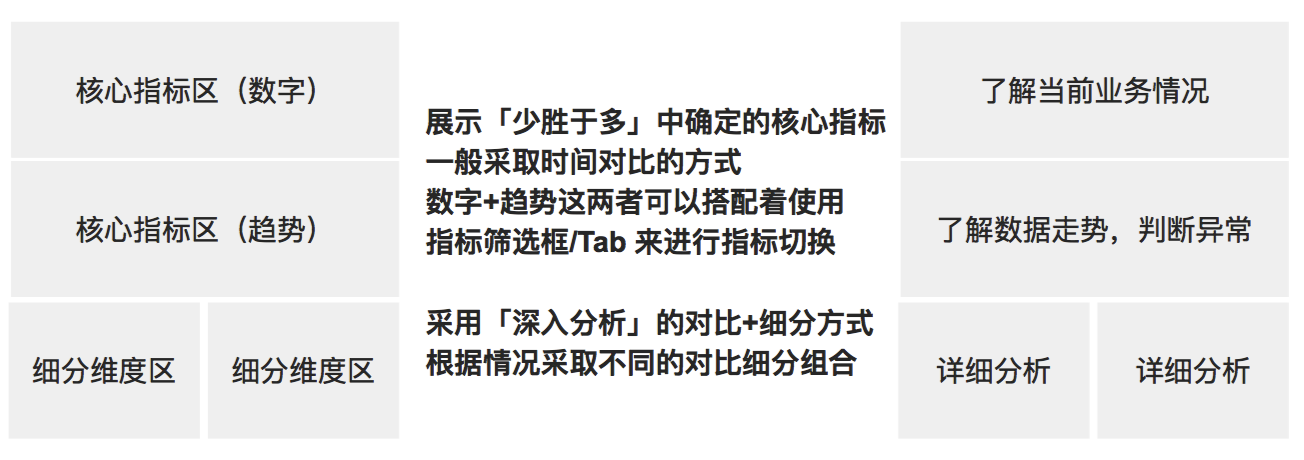 核心指标区（数字）
核心指标区（趋势）
细分维度区
细分维度区
展示「少胜于多」中确定的核心指标
一般采取时间对比的方式
数字+趋势这两者可以搭配着使用
指标筛选框/Tab 来进行指标切换
采用「深入分析」的对比+细分方式
根据情况采取不同的对比细分组合
了解当前业务情况
了解数据走势，判断异常
详细分析
详细分析